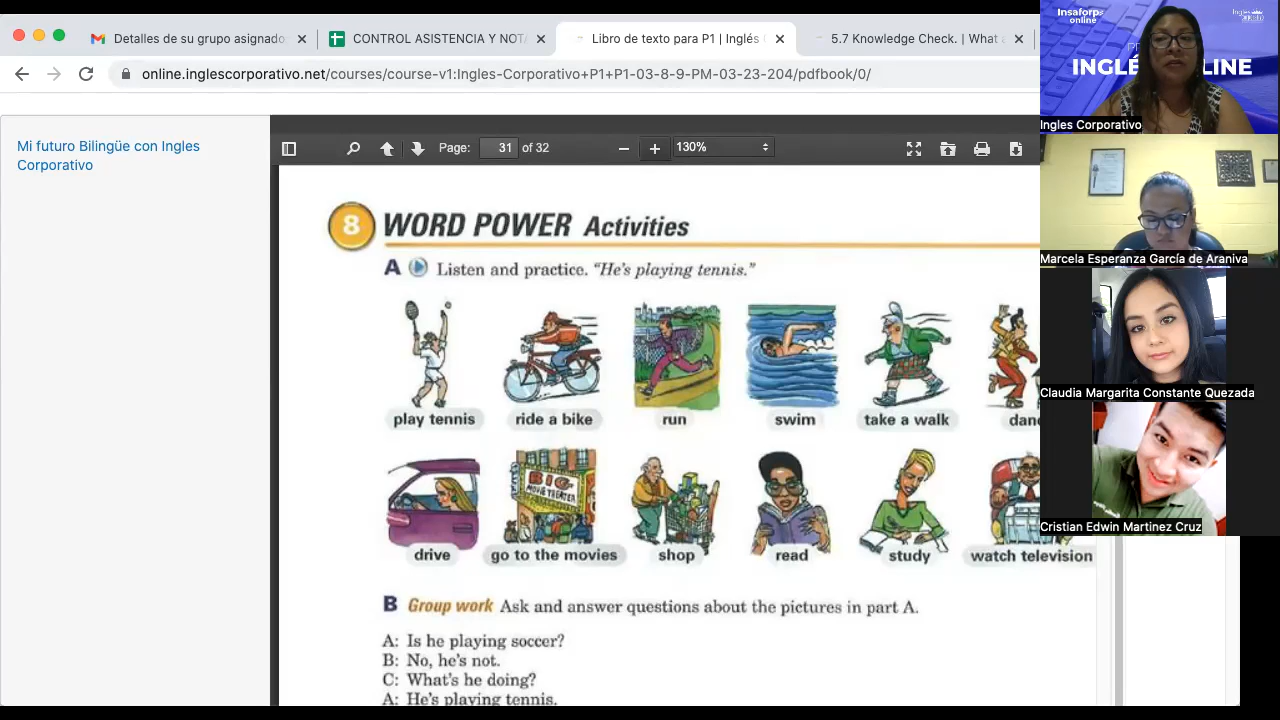 Detalles de su grupo asignado
CONTROL ASISTENCIA Y NOT
Libro de texto para P1 | Inglés
5.7 Knowledge Check. | What
online.inglescorporativo.net/courses/course-v1:Ingles-Corporativo+P1+P1-03-8-9-PM-03-23-204/pdfbook/0/
Mi futuro Bilingüe con Ingles
Corporativo
Page: 31 of 32
130%
8 WORD POWER Activities
A Listen and practice. “He’s playing tennis.”
play tennis
ride a bike
run
swim
take a walk
dan
BIG
MOVIE THEATER
drive
go to the movies
shop
read
study
watch television
B Group work Ask and answer questions about the pictures in part A.
A: Is he playing soccer?
B: No, he’s not.
C: What’s he doing?
A: He’s playing tennis.
Insaforp
online
INGLÉ
LINE
Ingles Corporativo
Marcela Esperanza García de Araniva
Claudia Margarita Constante Quezada
Cristian Edwin Martinez Cruz